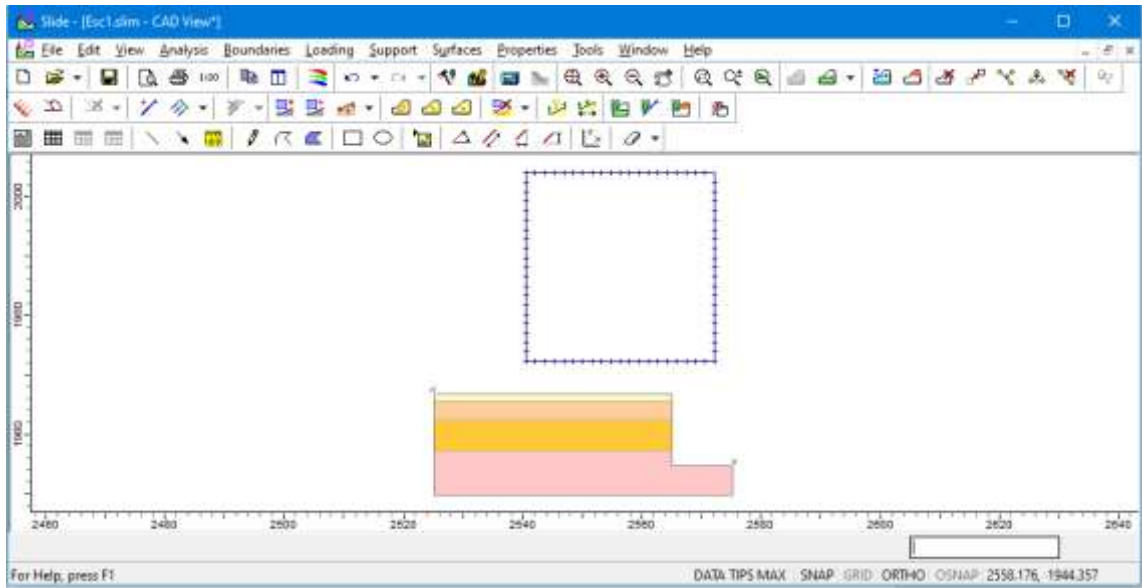 Slide - [Esc1.slim - CAD View*]
File Edit View Analysis Boundaries Loading Support Surfaces Properties Tools Window Help
1:00
2000
1980
1960
2460 2480 2500 2520 2540 2560 2580 2600 2620 2640
For Help, press F1 DATA TIPS MAX SNAP GRID ORTHO OSNAP 2558.176, 1944.357